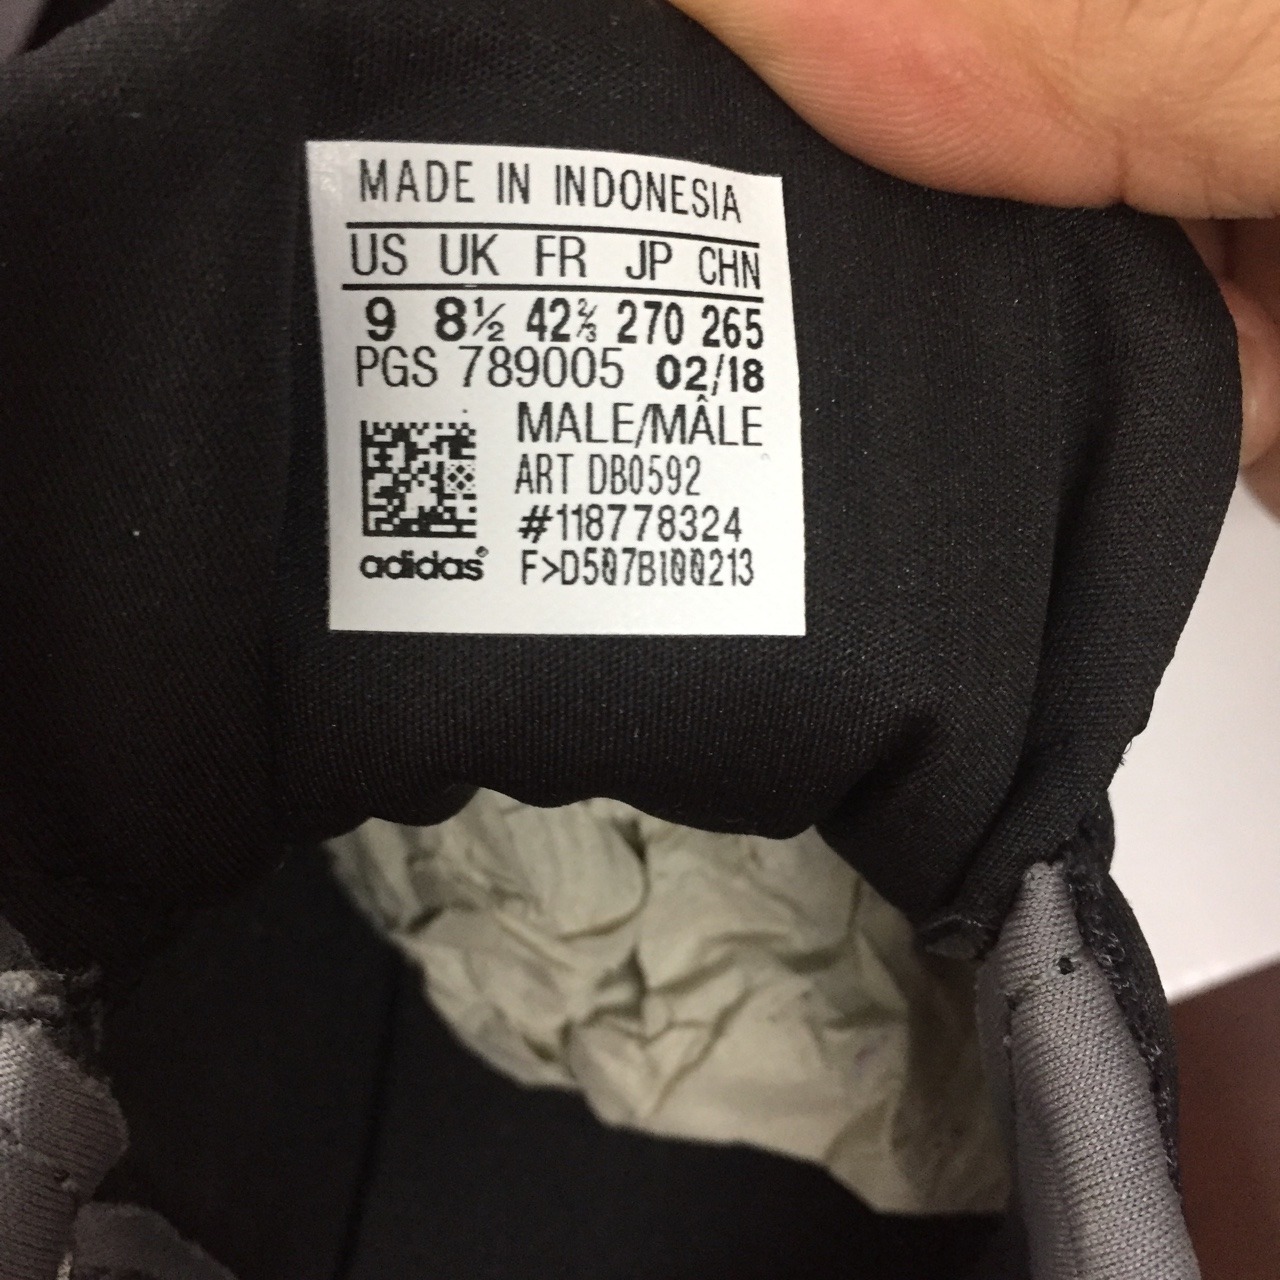 MADE IN INDONESIA
US UK FR JP CHN
9 8½ 42⅔ 270 265
PGS 789005 02/18
MALE/MÂLE
ART DB0592
#118778324
adidas® F>D507B100213